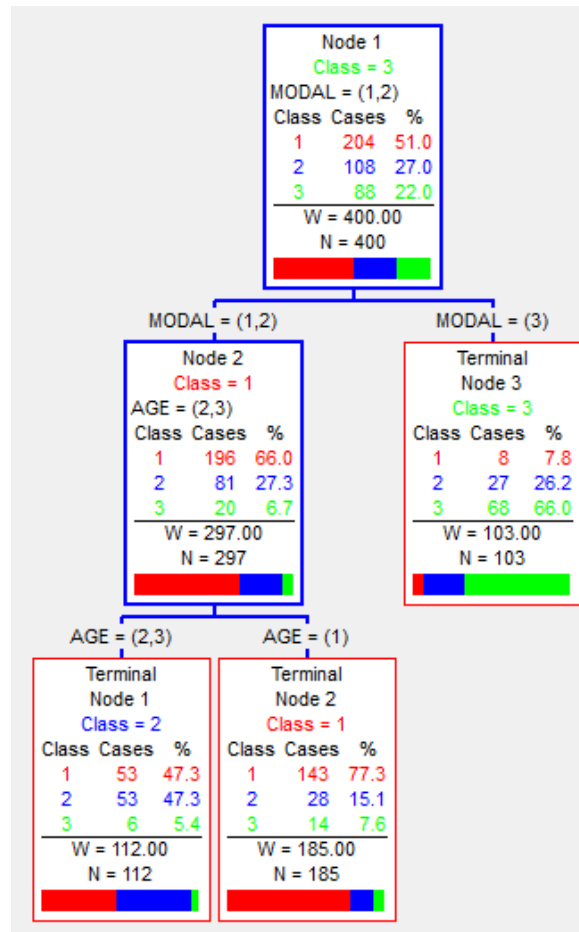 Node 1
Class = 3
MODAL = (1,2)
Class Cases %
1 204 51.0
2 108 27.0
3 88 22.0
W = 400.00
N = 400
MODAL = (1,2)
MODAL = (3)
Node 2
Class = 1
AGE = (2,3)
Class Cases %
1 196 66.0
2 81 27.3
3 20 6.7
W = 297.00
N = 297
Terminal
Node 3
Class = 3
Class Cases %
1 8 7.8
2 27 26.2
3 68 66.0
W = 103.00
N = 103
AGE = (2,3)
AGE = (1)
Terminal
Node 1
Class = 2
Class Cases %
1 53 47.3
2 53 47.3
3 6 5.4
W = 112.00
N = 112
Terminal
Node 2
Class = 1
Class Cases %
1 143 77.3
2 28 15.1
3 14 7.6
W = 185.00
N = 185